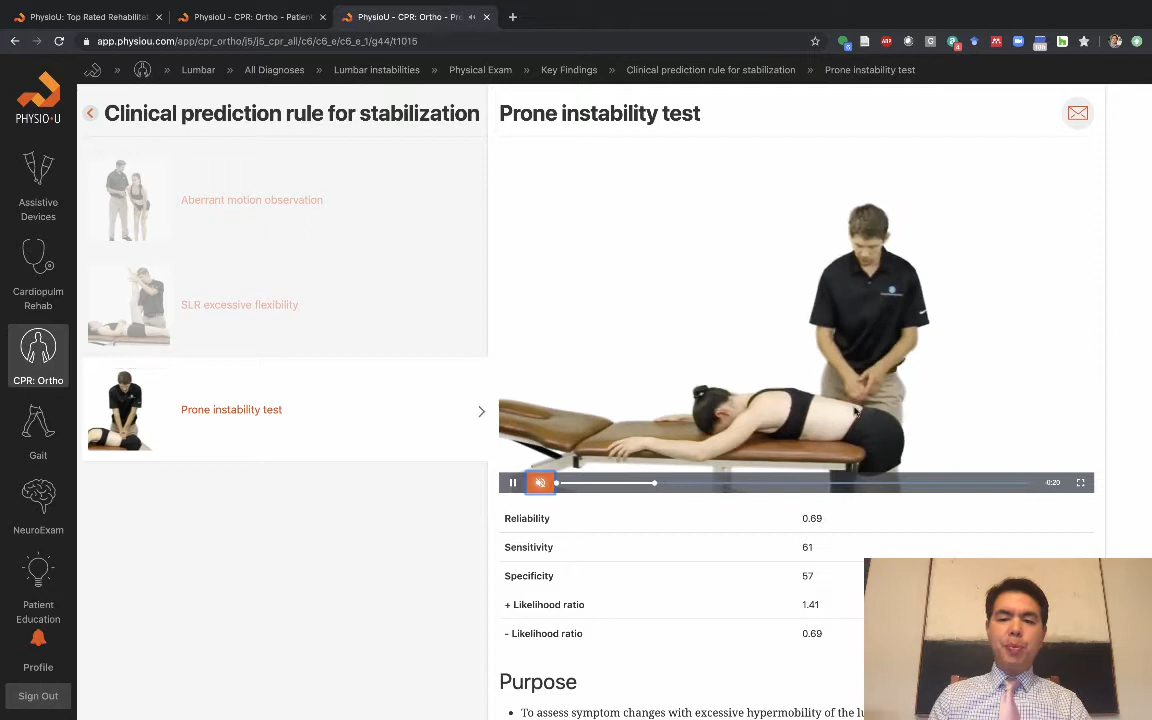 PhysioU: Top Rated Rehabilitat
PhysioU - CPR: Ortho - Patien
PhysioU - CPR: Ortho - Pro
app.physiou.com/app/cpr_ortho/j5/j5_cpr_all/c6/c6_e/c6_e_1/g44/t1015
» » Lumbar » All Diagnoses » Lumbar instabilities » Physical Exam » Key Findings » Clinical prediction rule for stabilization » Prone instability test
PHYSIO•U
Assistive
Devices
Cardiopulm
Rehab
CPR: Ortho
Gait
NeuroExam
Patient
Education
Profile
Sign Out
Clinical prediction rule for stabilization
Aberrant motion observation
SLR excessive flexibility
Prone instability test
Prone instability test
-0:20
Reliability 0.69
Sensitivity 61
Specificity 57
+ Likelihood ratio 1.41
- Likelihood ratio 0.69
Purpose
• To assess symptom changes with excessive hypermobility of the lu